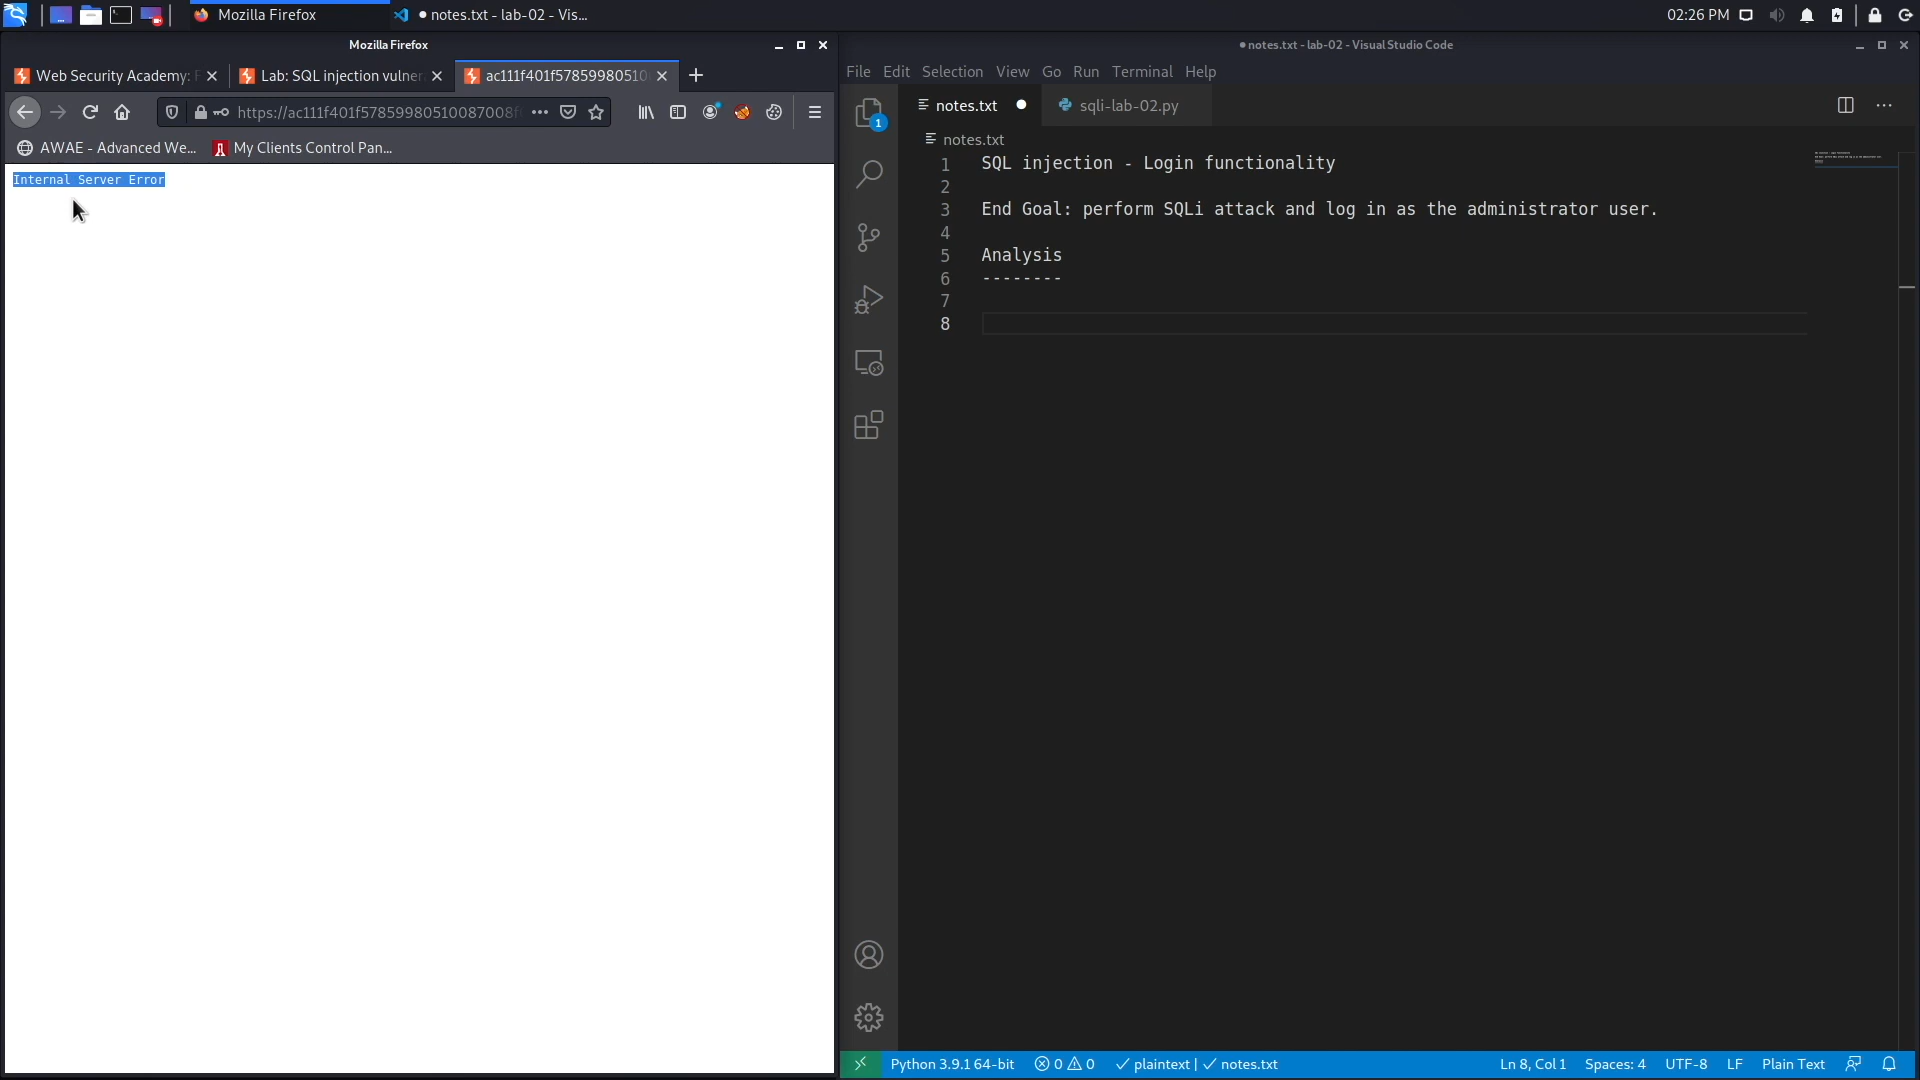 Mozilla Firefox
notes.txt - lab-02 - Vis...
02:26 PM
Mozilla Firefox
Web Security Academy:
Lab: SQL injection vulner
ac111f401f57859980510
https://ac111f401f57859980510087008f
AWAE - Advanced We...
My Clients Control Pan...
Internal Server Error
notes.txt - lab-02 - Visual Studio Code
File Edit Selection View Go Run Terminal Help
1
notes.txt
sqli-lab-02.py
notes.txt
1 SQL injection - Login functionality
2
3 End Goal: perform SQLi attack and log in as the administrator user.
4
5 Analysis
6 --------
7
8
Python 3.9.1 64-bit
0
0
plaintext | notes.txt
Ln 8, Col 1
Spaces: 4
UTF-8
LF
Plain Text